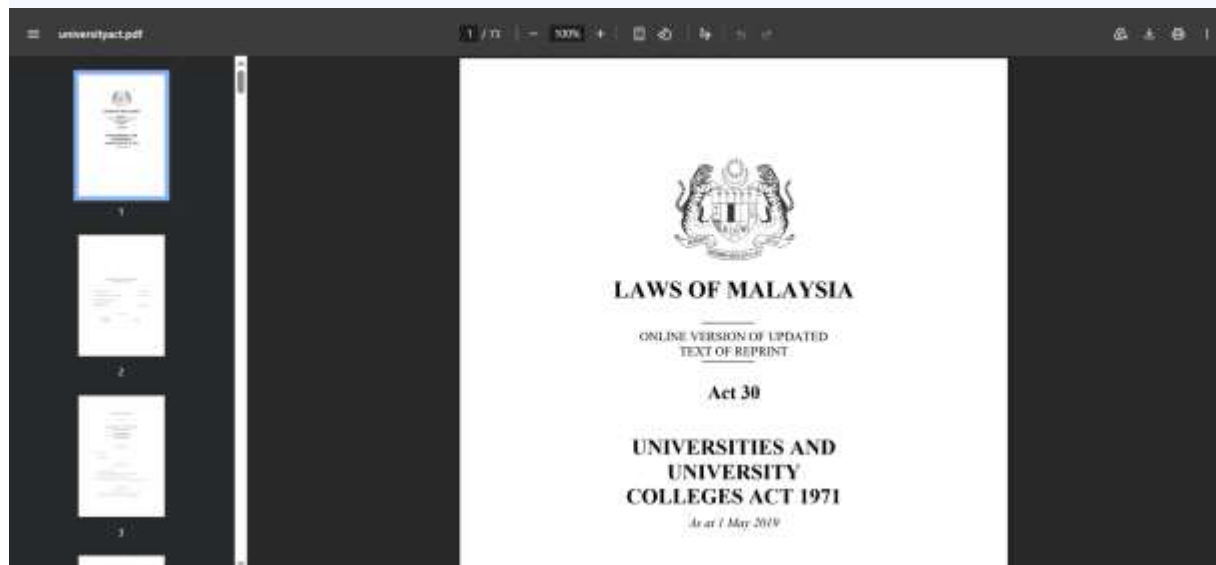 universityact.pdf
1 / 73 | − 100% +
1
2
3
LAWS OF MALAYSIA
ONLINE VERSION OF UPDATED
TEXT OF REPRINT
Act 30
UNIVERSITIES AND
UNIVERSITY
COLLEGES ACT 1971
As at 1 May 2019